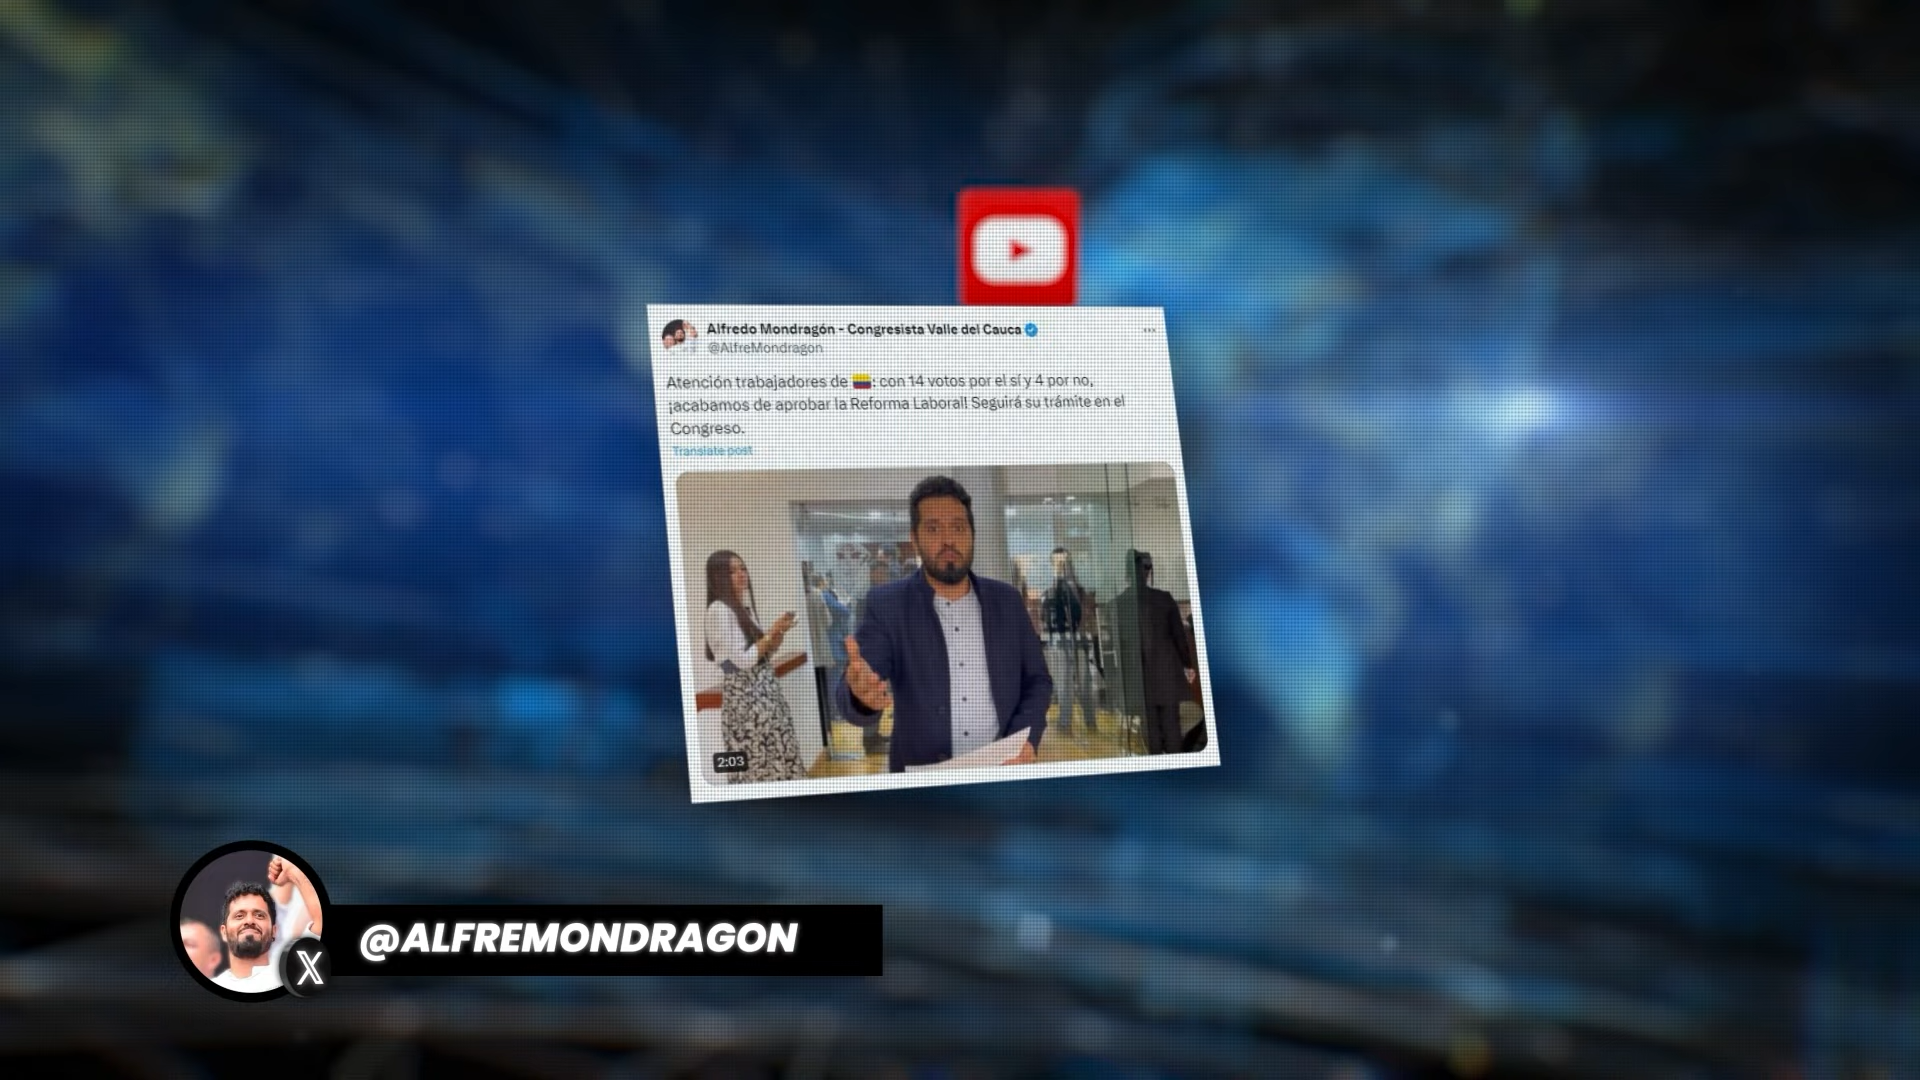 Alfredo Mondragón - Congresista Valle del Cauca
@AlfreMondragon
Atención trabajadores de 🇨🇴: con 14 votos por el sí y 4 por no,
¡acabamos de aprobar la Reforma Laboral! Seguirá su trámite en el
Congreso.
Translate post
2:03
@ALFREMONDRAGON